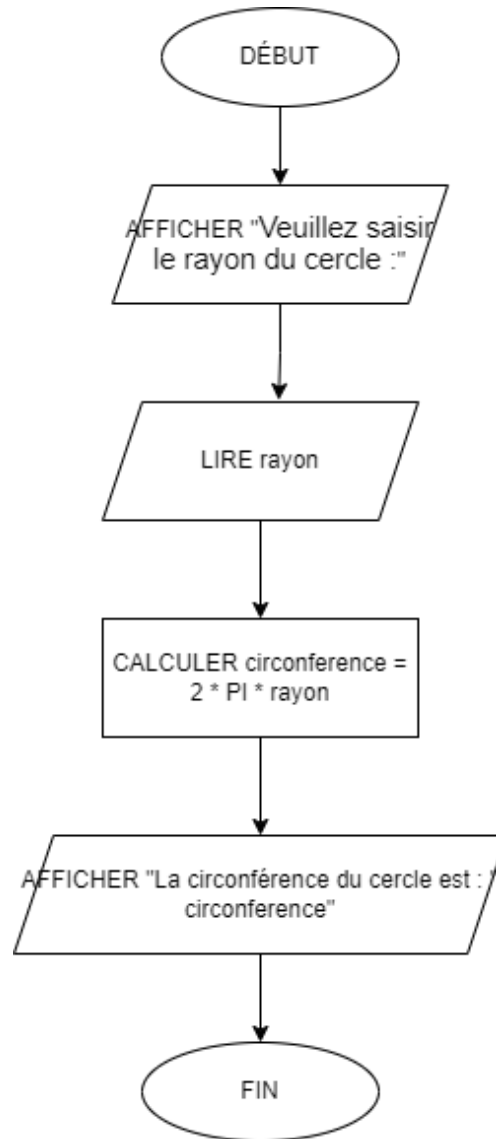 DÉBUT
AFFICHER "Veuillez saisir
le rayon du cercle :"
LIRE rayon
CALCULER circonference =
2 * PI * rayon
AFFICHER "La circonférence du cercle est : "
circonference"
FIN